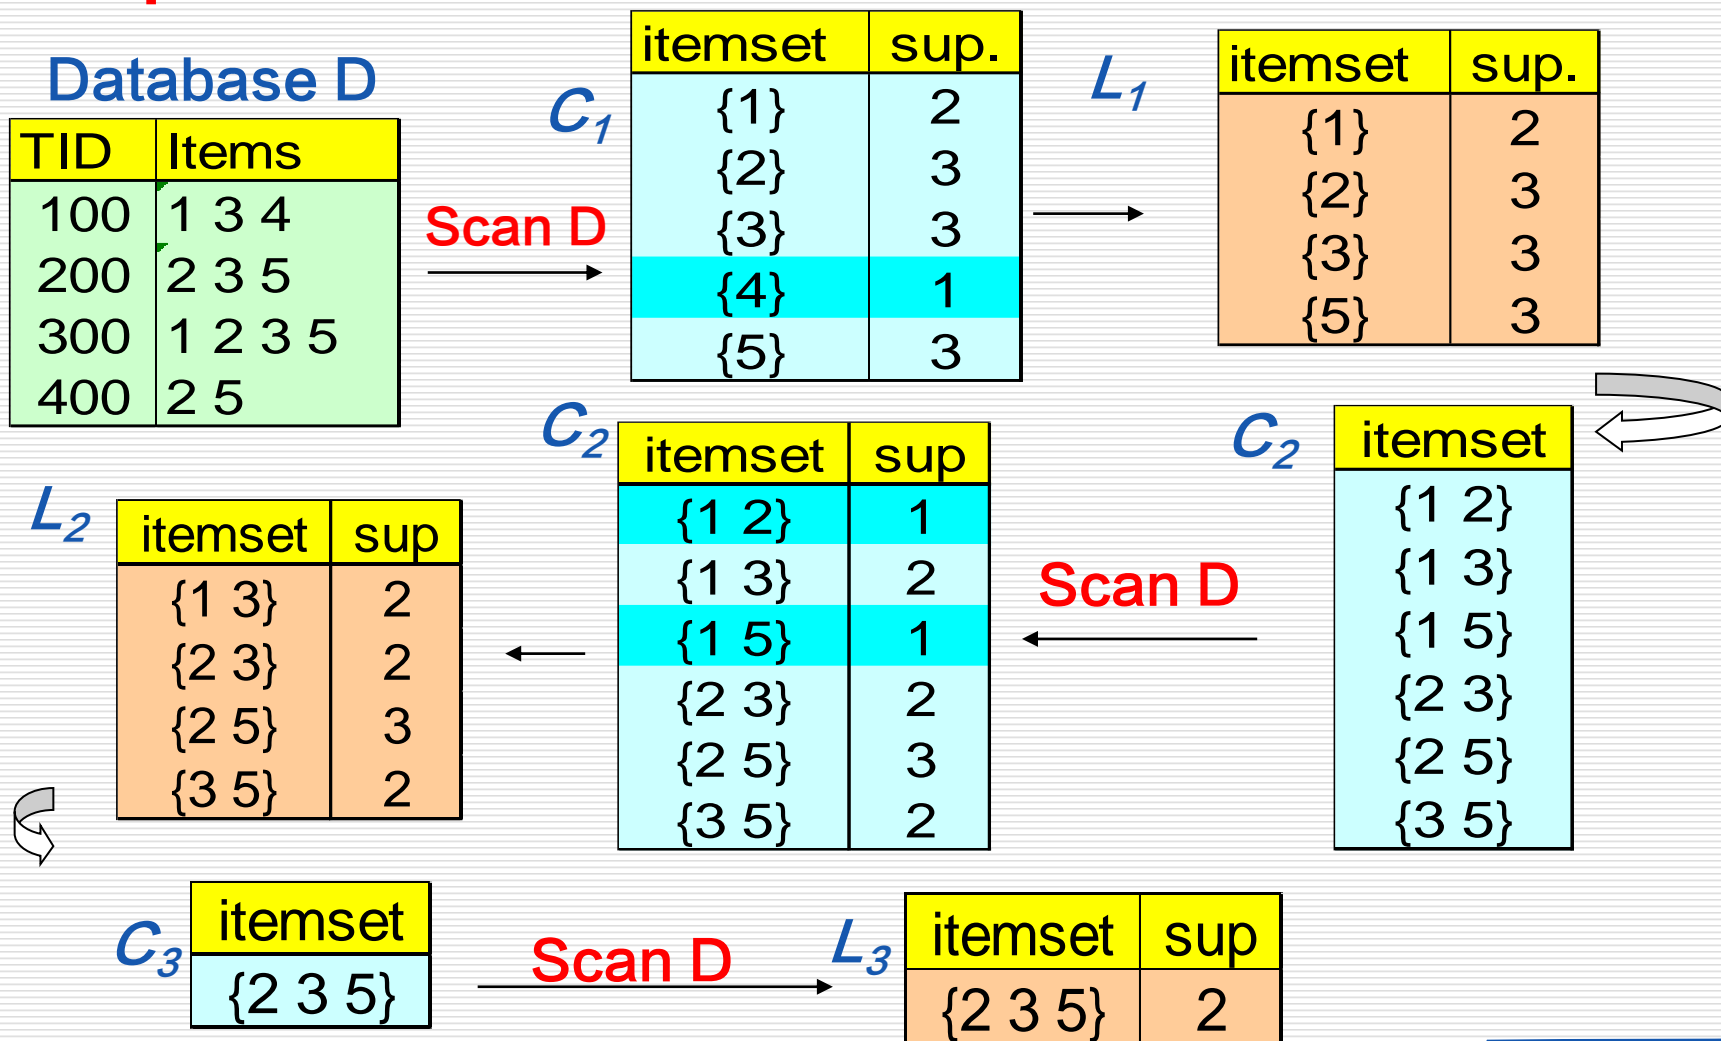 Database D
TID Items
100 1 3 4
200 2 3 5
300 1 2 3 5
400 2 5
Scan D
C1
itemset sup.
{1} 2
{2} 3
{3} 3
{4} 1
{5} 3
L1
itemset sup.
{1} 2
{2} 3
{3} 3
{5} 3
C2
itemset
{1 2}
{1 3}
{1 5}
{2 3}
{2 5}
{3 5}
Scan D
C2
itemset sup
{1 2} 1
{1 3} 2
{1 5} 1
{2 3} 2
{2 5} 3
{3 5} 2
L2
itemset sup
{1 3} 2
{2 3} 2
{2 5} 3
{3 5} 2
C3
itemset
{2 3 5}
Scan D
L3
itemset sup
{2 3 5} 2